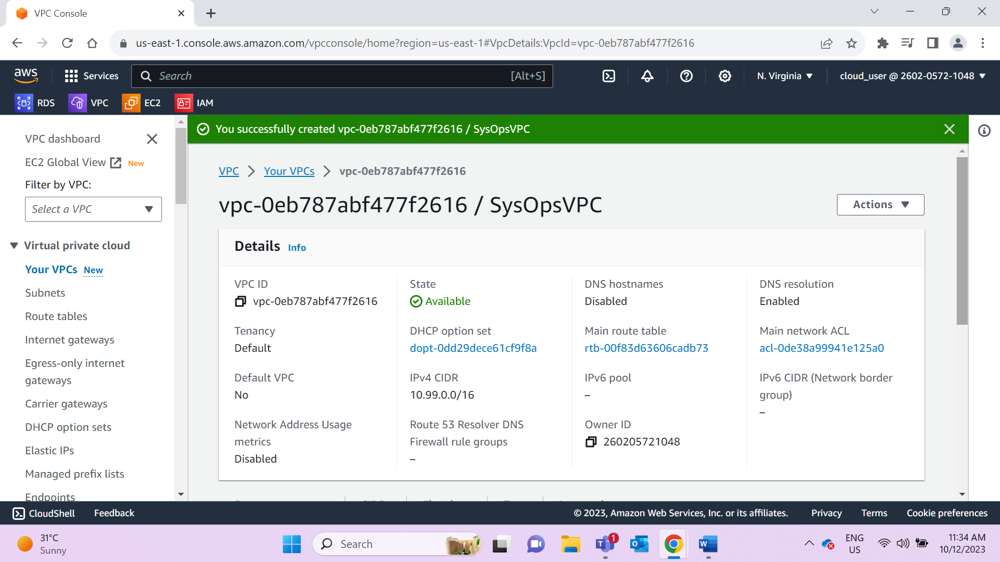 VPC Console
us-east-1.console.aws.amazon.com/vpcconsole/home?region=us-east-1#VpcDetails:VpcId=vpc-0eb787abf477f2616
aws
Services
Search
[Alt+S]
N. Virginia
cloud_user @ 2602-0572-1048
RDS
VPC
EC2
IAM
VPC dashboard
EC2 Global View New
Filter by VPC:
Select a VPC
Virtual private cloud
Your VPCs New
Subnets
Route tables
Internet gateways
Egress-only internet
gateways
Carrier gateways
DHCP option sets
Elastic IPs
Managed prefix lists
Endpoints
You successfully created vpc-0eb787abf477f2616 / SysOpsVPC
VPC
Your VPCs
vpc-0eb787abf477f2616
vpc-0eb787abf477f2616 / SysOpsVPC
Actions
Details Info
VPC ID
vpc-0eb787abf477f2616
State
Available
DNS hostnames
Disabled
DNS resolution
Enabled
Tenancy
Default
DHCP option set
dopt-0dd29dece61cf9f8a
Main route table
rtb-00f83d63606cadb73
Main network ACL
acl-0de38a99941e125a0
Default VPC
No
IPv4 CIDR
10.99.0.0/16
IPv6 pool
–
IPv6 CIDR (Network border
group)
–
Network Address Usage
metrics
Disabled
Route 53 Resolver DNS
Firewall rule groups
–
Owner ID
260205721048
CloudShell
Feedback
© 2023, Amazon Web Services, Inc. or its affiliates.
Privacy
Terms
Cookie preferences
31°C
Sunny
Search
1
ENG
US
11:34 AM
10/12/2023